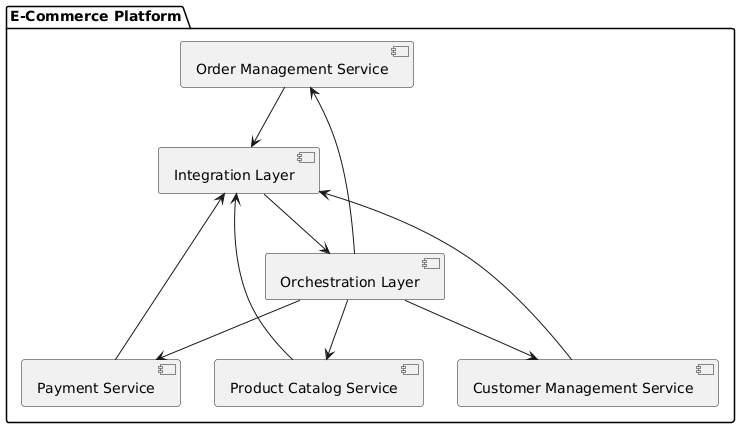 E-Commerce Platform
Order Management Service
Integration Layer
Orchestration Layer
Payment Service
Product Catalog Service
Customer Management Service